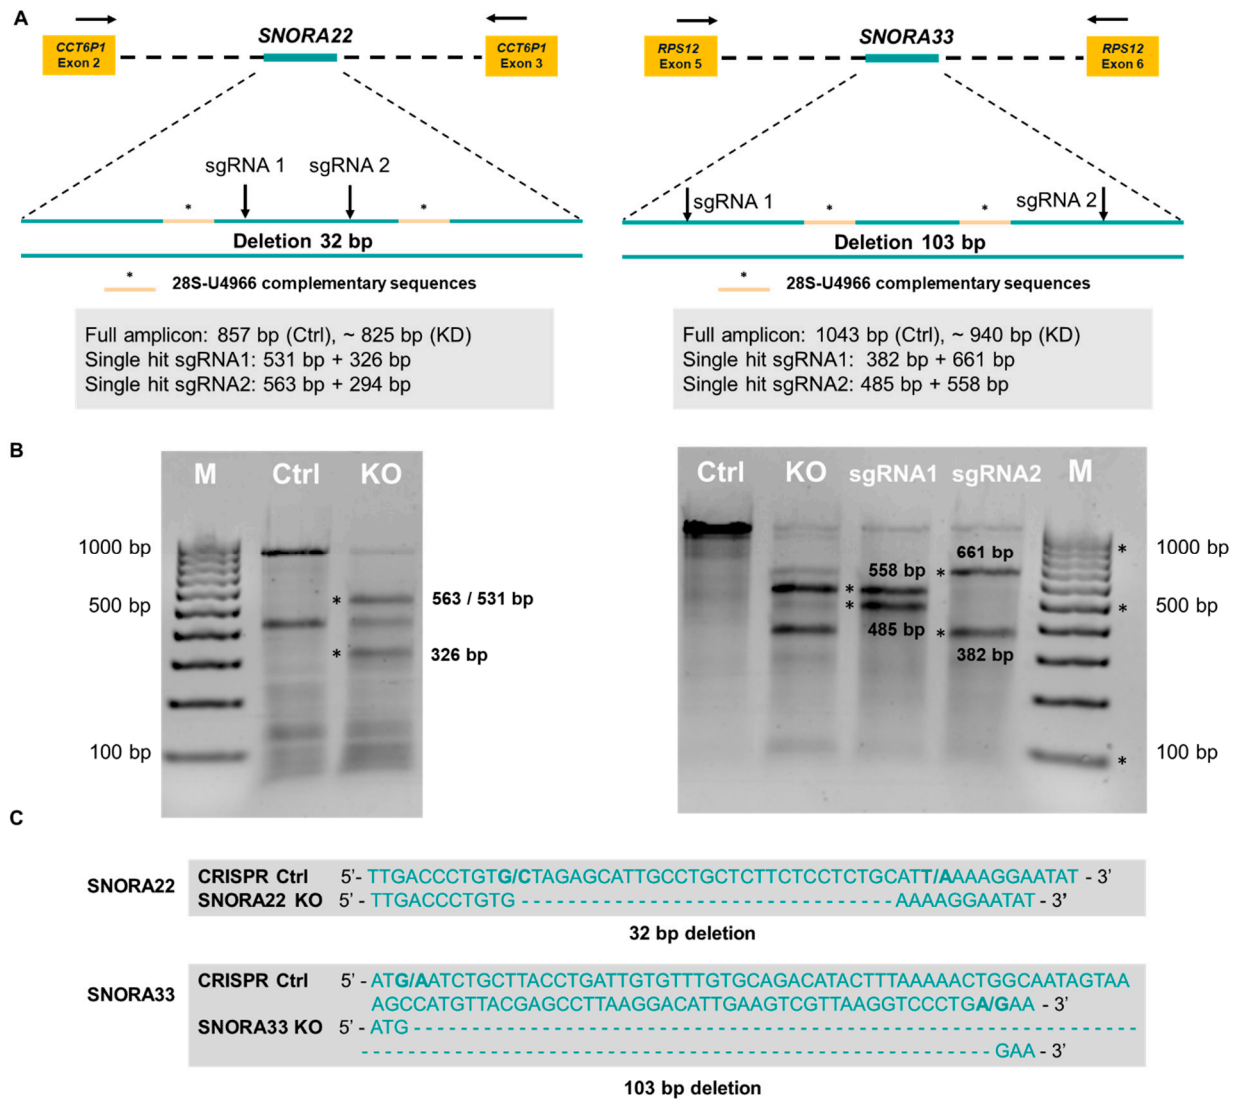 A
SNORA22
CCT6P1
Exon 2
CCT6P1
Exon 3
sgRNA 1
sgRNA 2
*
*
Deletion 32 bp
*
28S-U4966 complementary sequences
Full amplicon: 857 bp (Ctrl), ~ 825 bp (KD)
Single hit sgRNA1: 531 bp + 326 bp
Single hit sgRNA2: 563 bp + 294 bp
SNORA33
RPS12
Exon 5
RPS12
Exon 6
sgRNA 1
sgRNA 2
*
*
Deletion 103 bp
*
28S-U4966 complementary sequences
Full amplicon: 1043 bp (Ctrl), ~ 940 bp (KD)
Single hit sgRNA1: 382 bp + 661 bp
Single hit sgRNA2: 485 bp + 558 bp
B
M Ctrl KO
1000 bp
500 bp
100 bp
* 563 / 531 bp
* 326 bp
Ctrl KO sgRNA1 sgRNA2 M
661 bp
558 bp
*
*
*
485 bp
*
382 bp
* 1000 bp
* 500 bp
* 100 bp
C
SNORA22
CRISPR Ctrl 5'- TTGACCCTGTG/CTAGAGCATTGCCTGCTCTTCTCCTCTGCATT/AAAAGGAATAT - 3'
SNORA22 KO 5'- TTGACCCTGTG - - - - - - - - - - - - - - - - - - - - - - - - - - - - - - - - AAAAGGAATAT - 3'
32 bp deletion
SNORA33
CRISPR Ctrl 5' - ATG/AATCTGCTTACCTGATTGTGTTTGTGCAGACATACTTTAAAAACTGGCAATAGTAA
AGCCATGTTACGAGCCTTAAGGACATTGAAGTCGTTAAGGTCCCTGA/GAA - 3'
SNORA33 KO 5' - ATG - - - - - - - - - - - - - - - - - - - - - - - - - - - - - - - - - - - - - - - - - - - - - - - - - - - - - - - -
- - - - - - - - - - - - - - - - - - - - - - - - - - - - - - - - - - - - - - - - - - - - - - - - GAA - 3'
103 bp deletion